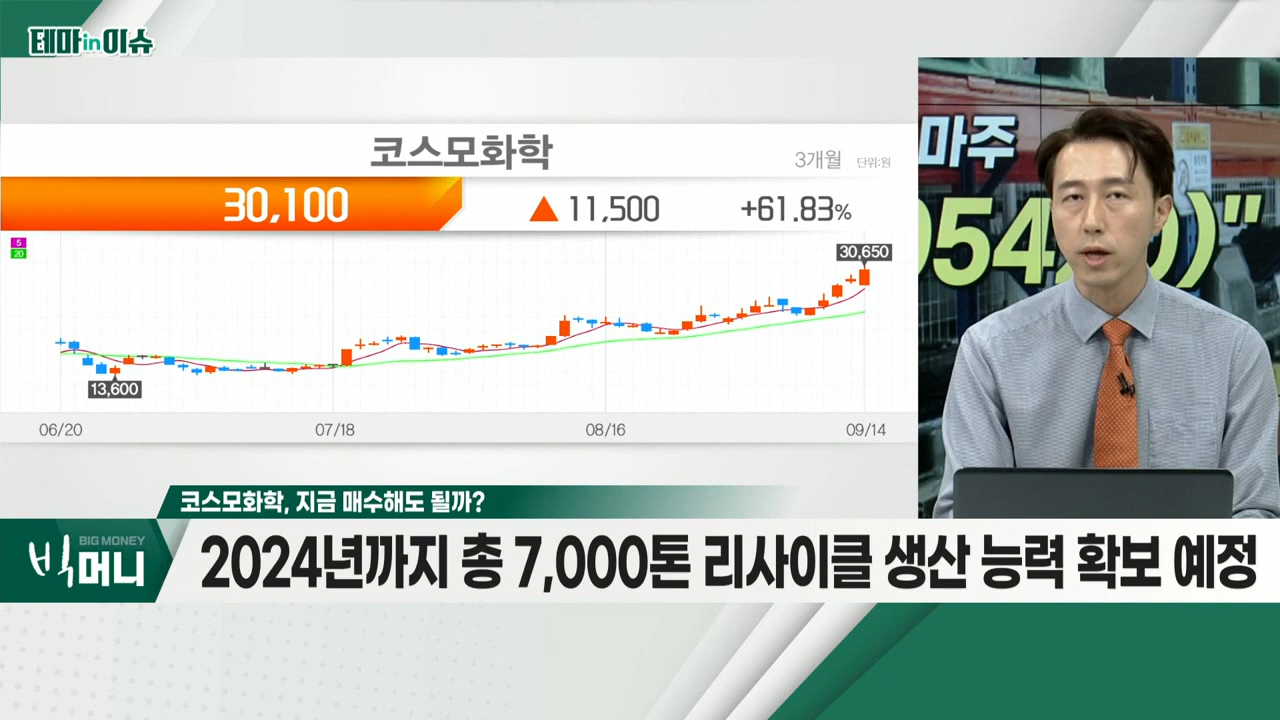 테마in이슈
코스모화학
3개월 단위:원
30,100 ▲ 11,500 +61.83%
5
20
30,650
13,600
06/20 07/18 08/16 09/14
마주
054
)”
코스모화학, 지금 매수해도 될까?
BIG MONEY
빅머니
2024년까지 총 7,000톤 리사이클 생산 능력 확보 예정